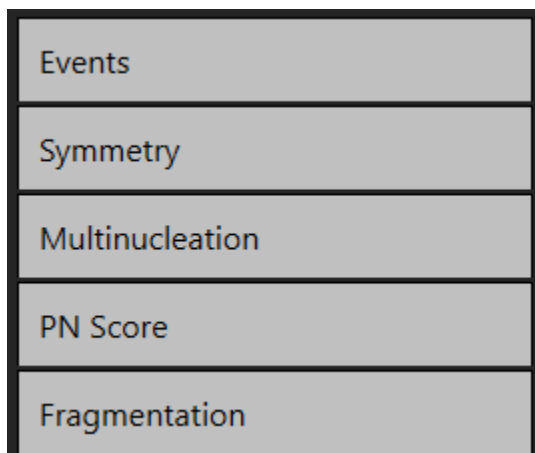 Events
Symmetry
Multinucleation
PN Score
Fragmentation